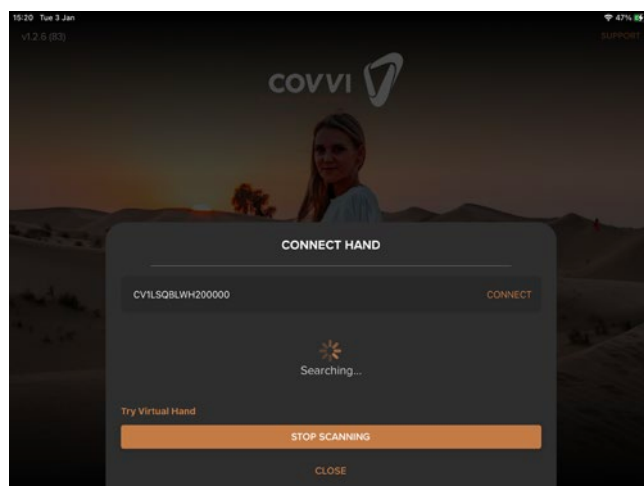 15:20 Tue 3 Jan 47%
v1.2.6 (83) SUPPORT
COVVI
CONNECT HAND
CV1LSQBLWH200000 CONNECT
Searching...
Try Virtual Hand
STOP SCANNING
CLOSE